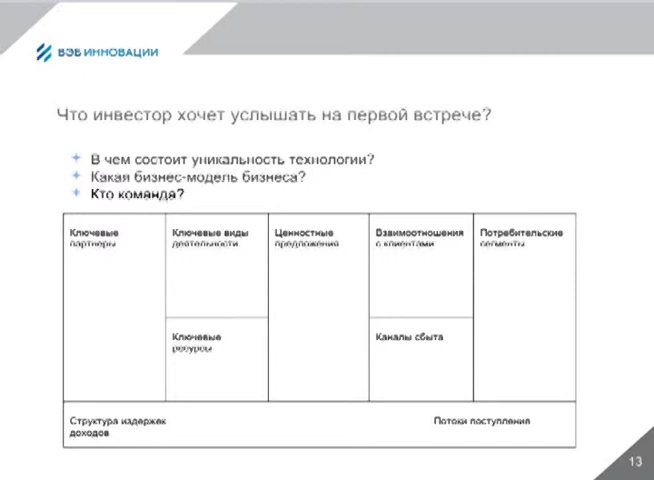 ВЭБ ИННОВАЦИИ
Что инвестор хочет услышать на первой встрече?
В чем состоит уникальность технологии?
Какая бизнес-модель бизнеса?
Кто команда?
Ключевые
партнеры
Ключевые виды
деятельности
Ключевые
ресурсы
Ценностные
предложения
Взаимоотношения
с клиентами
Каналы сбыта
Потребительские
сегменты
Структура издержек
доходов
Потоки поступления
13